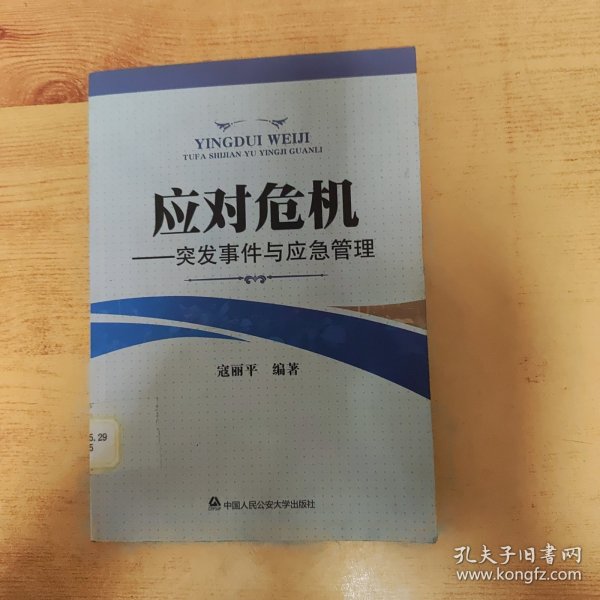 YINGDUI WEIJI
TUFA SHIJIAN YU YINGJI GUANLI
应对危机
——突发事件与应急管理
寇丽平 编著
5.29
5
中国人民公安大学出版社
孔夫子旧书网
www.kongfz.com